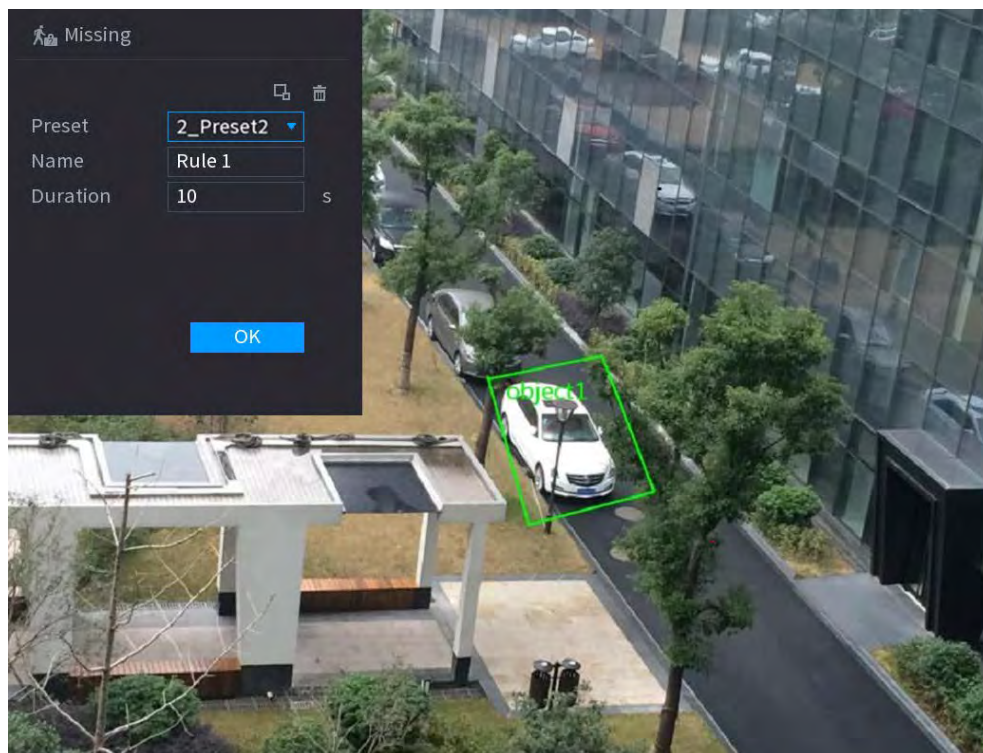 Missing
Preset 2_Preset2
Name Rule 1
Duration 10 s
OK
object1